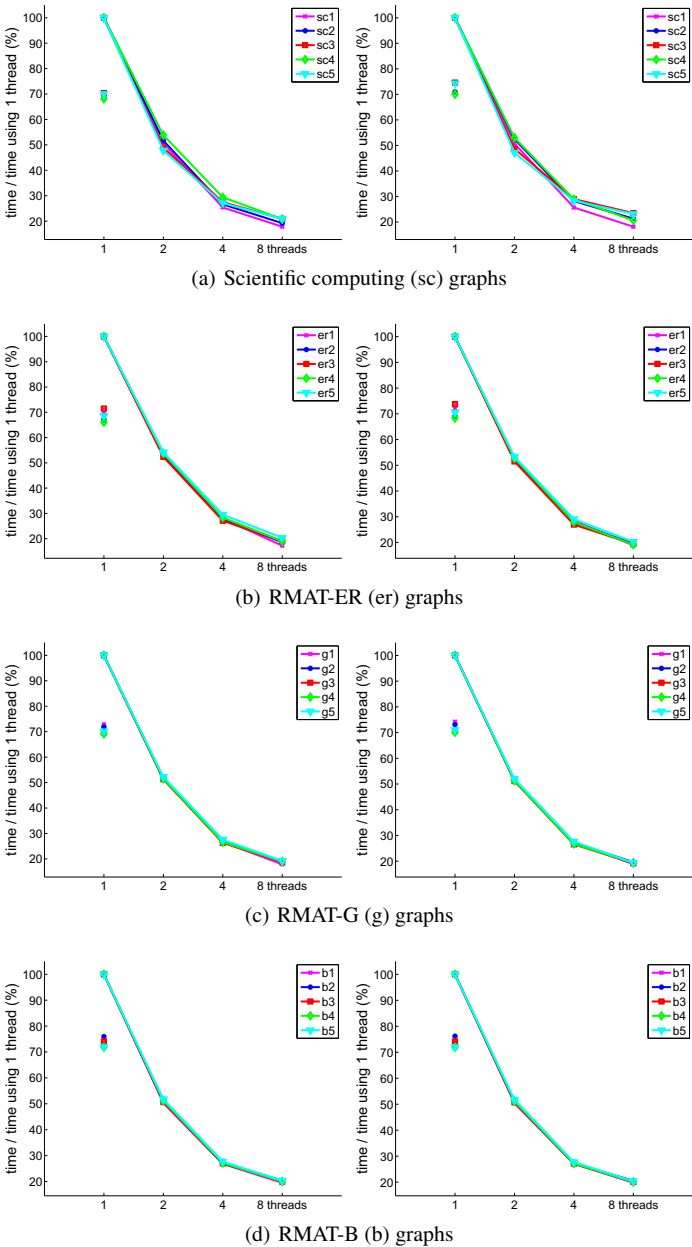 time / time using 1 thread (%)
100
90
80
70
60
50
40
30
20
1 2 4 8 threads
sc1
sc2
sc3
sc4
sc5
time / time using 1 thread (%)
100
90
80
70
60
50
40
30
20
1 2 4 8 threads
sc1
sc2
sc3
sc4
sc5
(a) Scientific computing (sc) graphs
time / time using 1 thread (%)
100
90
80
70
60
50
40
30
20
1 2 4 8 threads
er1
er2
er3
er4
er5
time / time using 1 thread (%)
100
90
80
70
60
50
40
30
20
1 2 4 8 threads
er1
er2
er3
er4
er5
(b) RMAT-ER (er) graphs
time / time using 1 thread (%)
100
90
80
70
60
50
40
30
20
1 2 4 8 threads
g1
g2
g3
g4
g5
time / time using 1 thread (%)
100
90
80
70
60
50
40
30
20
1 2 4 8 threads
g1
g2
g3
g4
g5
(c) RMAT-G (g) graphs
time / time using 1 thread (%)
100
90
80
70
60
50
40
30
20
1 2 4 8 threads
b1
b2
b3
b4
b5
time / time using 1 thread (%)
100
90
80
70
60
50
40
30
20
1 2 4 8 threads
b1
b2
b3
b4
b5
(d) RMAT-B (b) graphs